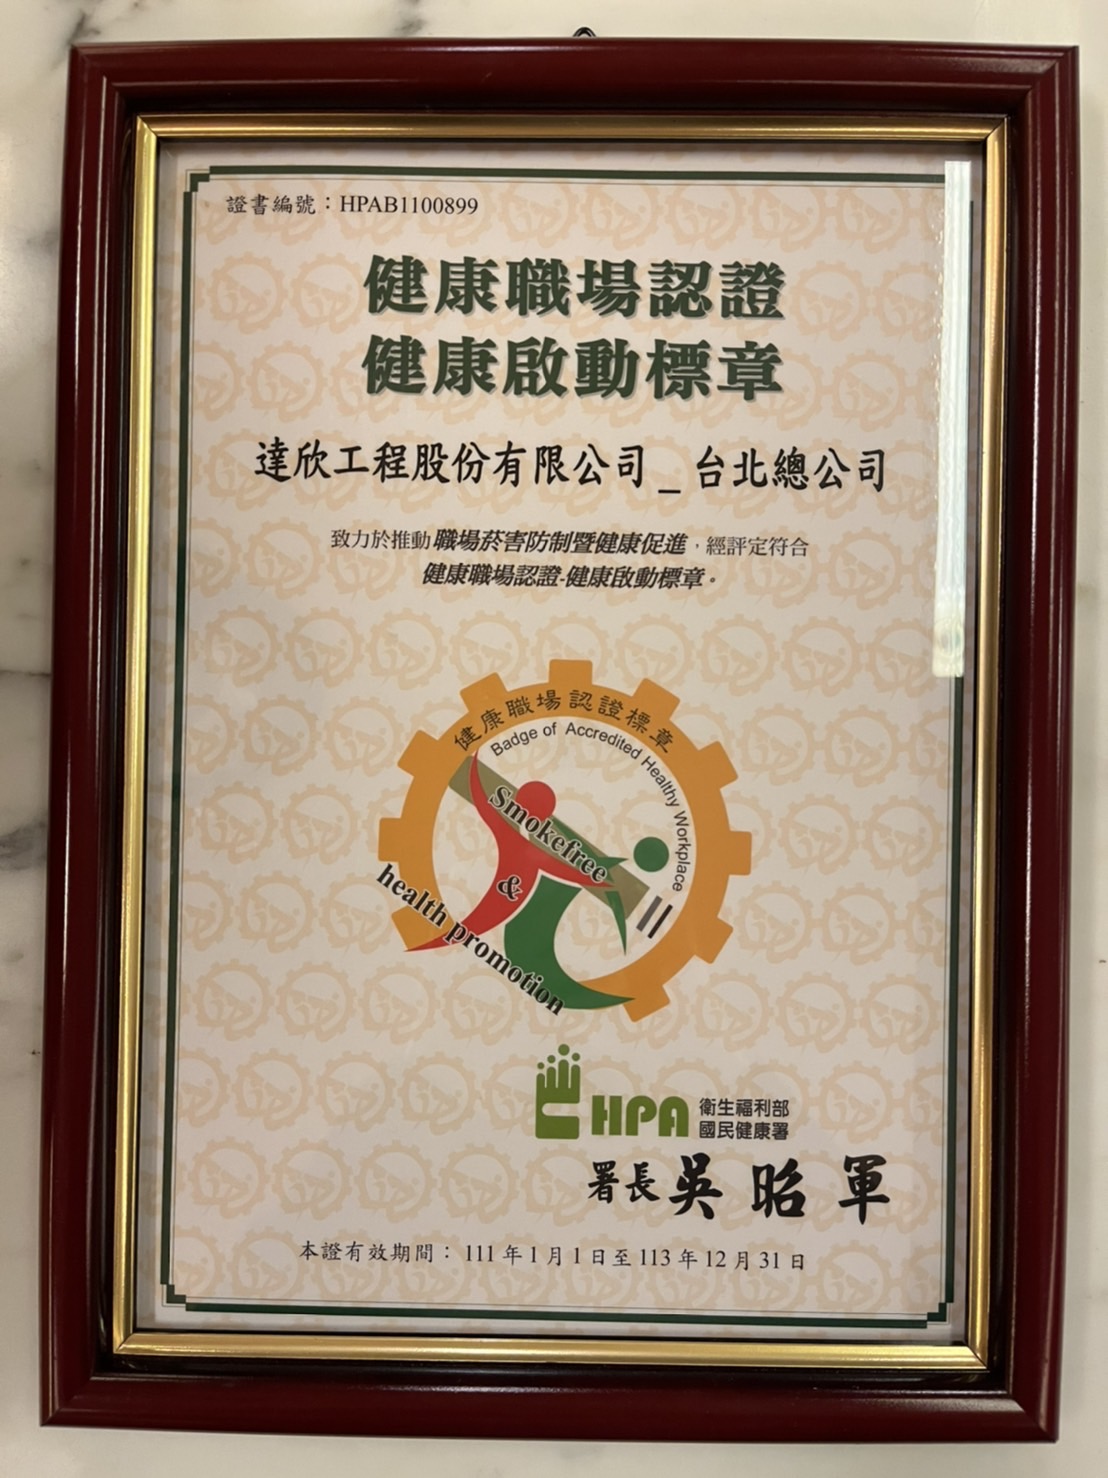 證書編號：HPAB1100899
健康職場認證
健康啟動標章
達欣工程股份有限公司_台北總公司
致力於推動職場菸害防制暨健康促進，經評定符合
健康職場認證-健康啟動標章。
健康職場認證標章
Badge of Accredited Healthy Workplace
Smokefree
&
health promotion
HPA 衛生福利部
國民健康署
署長 吳昭軍
本證有效期間：111年1月1日至113年12月31日